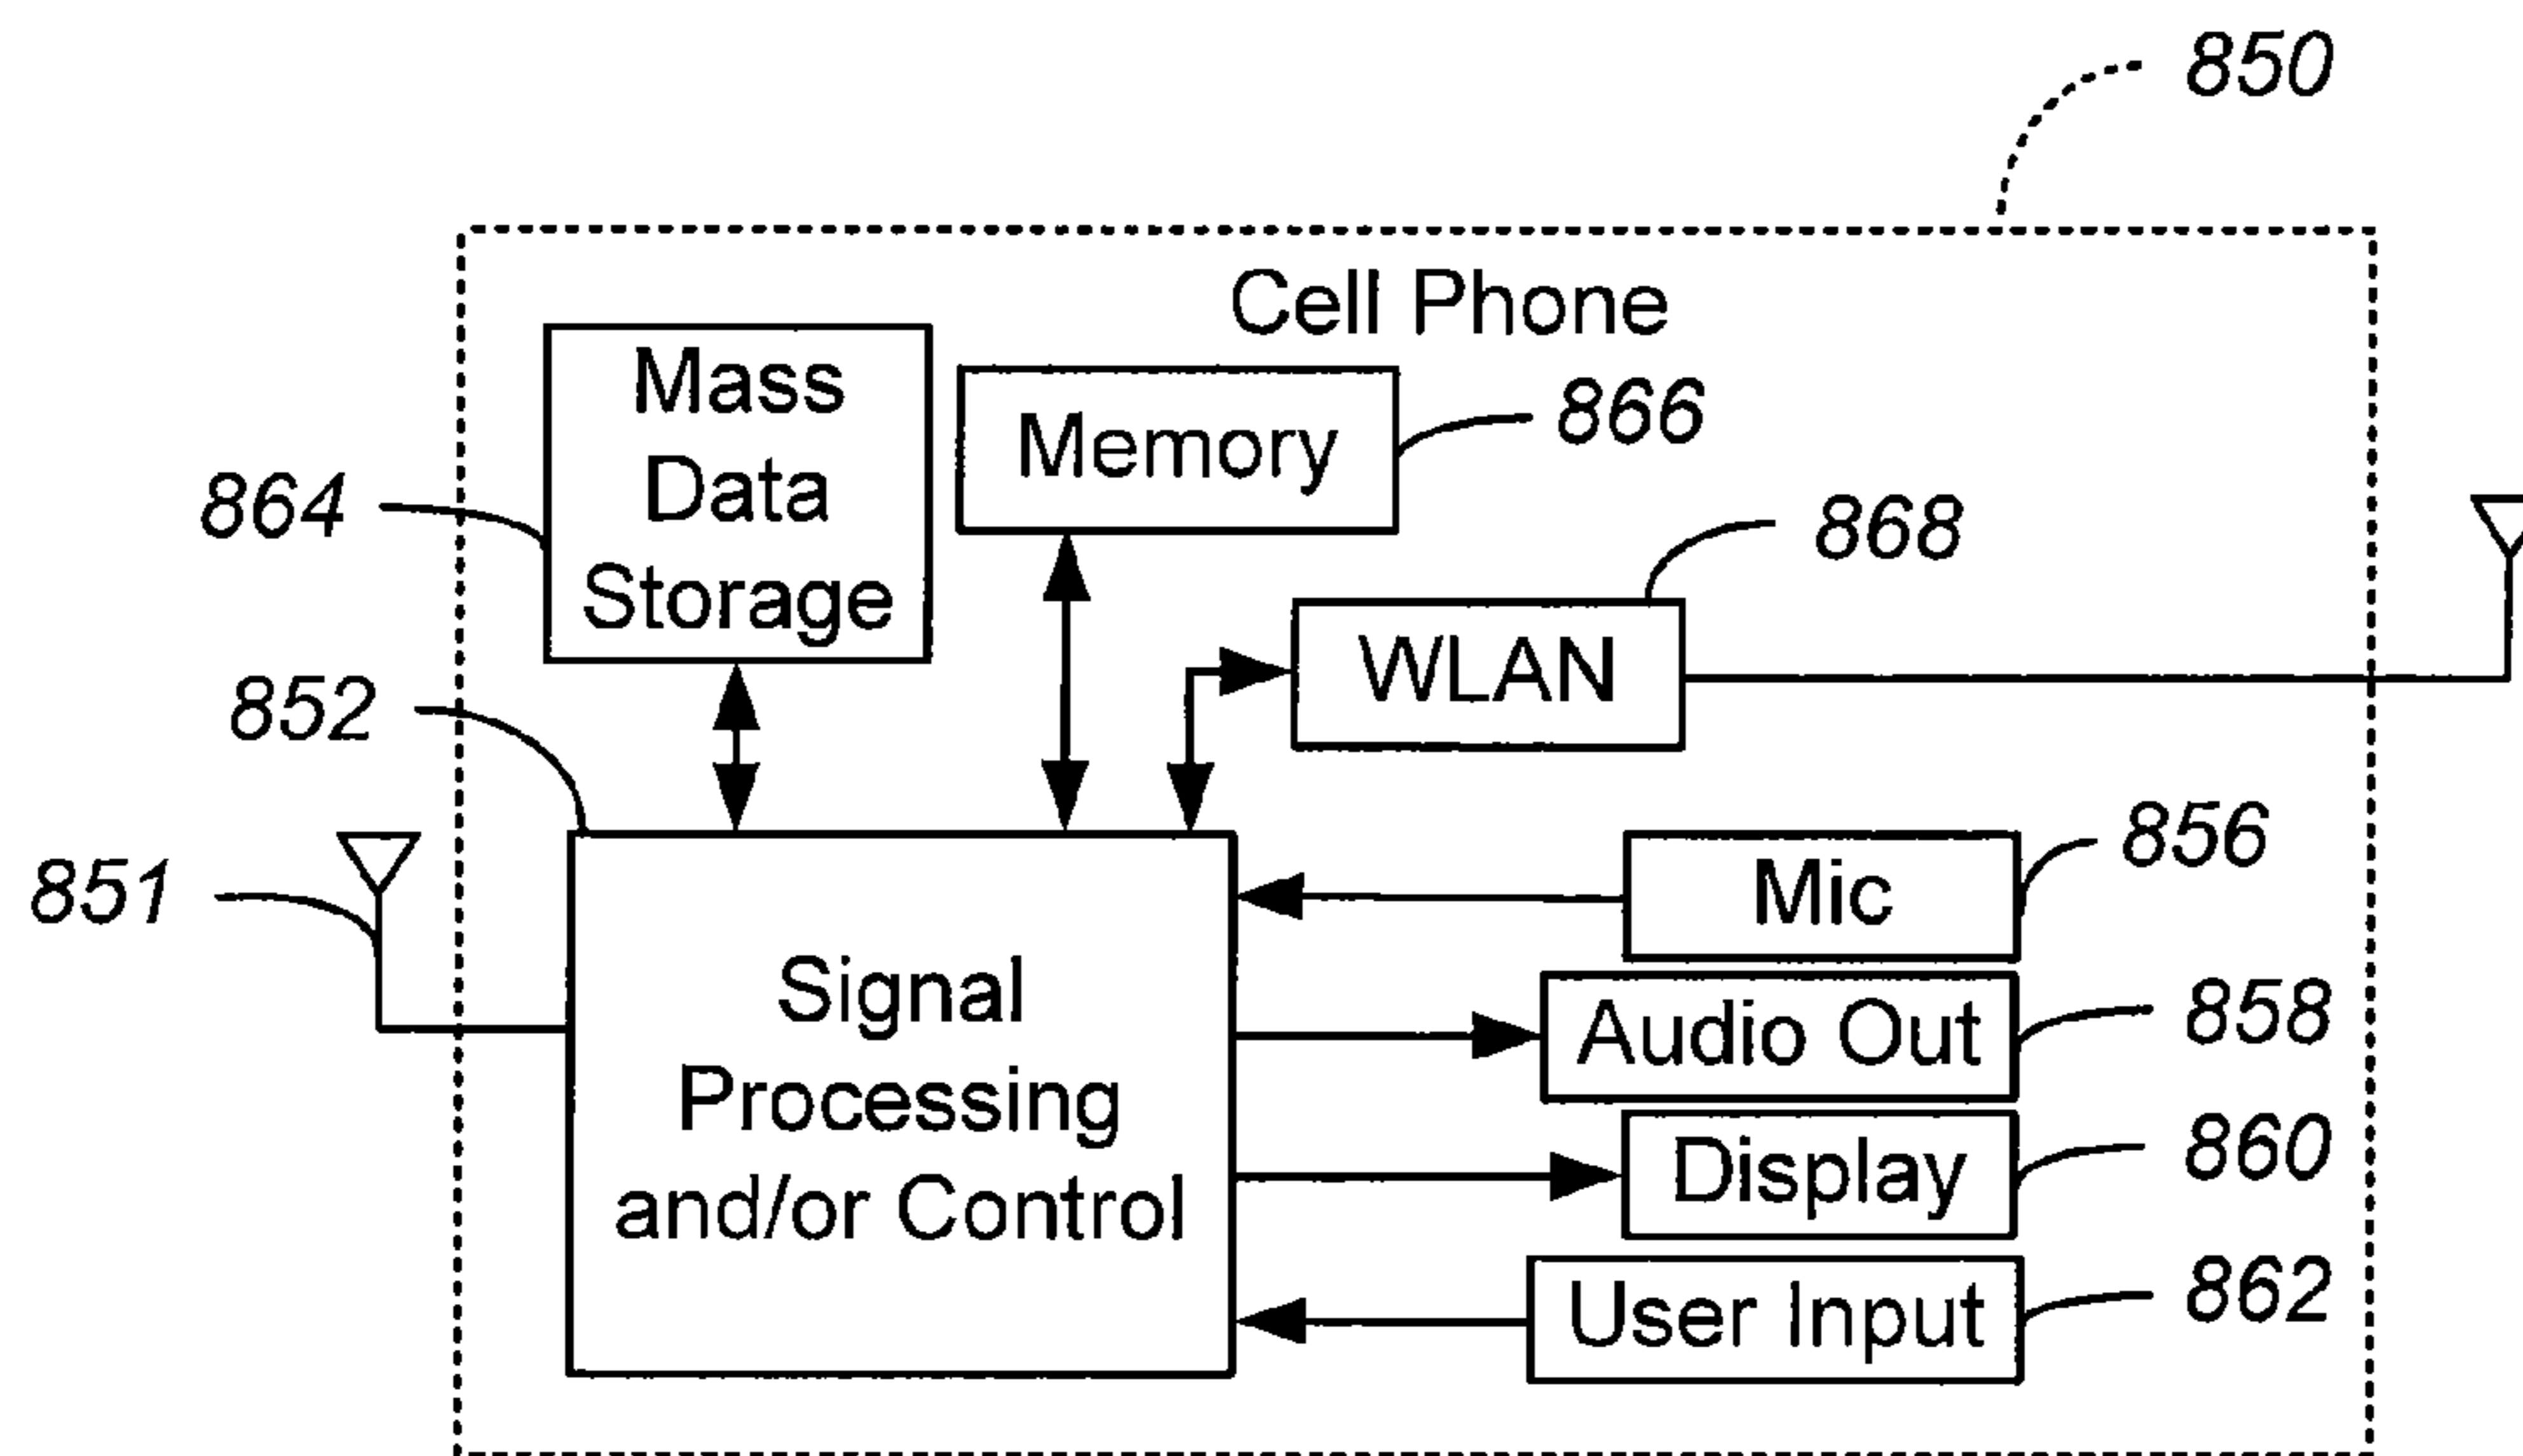 850
Cell Phone
Mass
Data
Storage
864
Memory
866
868
WLAN
852
851
Signal
Processing
and/or Control
Mic
856
Audio Out
858
Display
860
User Input
862